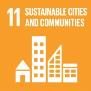 11 SUSTAINABLE CITIES
AND COMMUNITIES